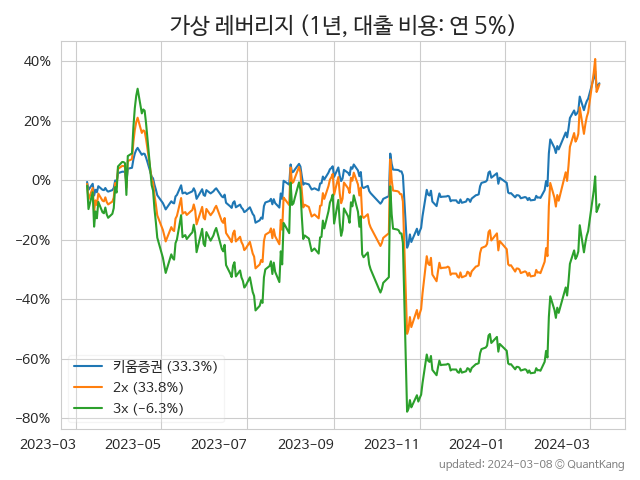 가상 레버리지 (1년, 대출 비용: 연 5%)
40%
20%
0%
−20%
−40%
−60%
−80%
키움증권 (33.3%)
2x (33.8%)
3x (−6.3%)
2023-03 2023-05 2023-07 2023-09 2023-11 2024-01 2024-03
updated: 2024-03-08 © QuantKang